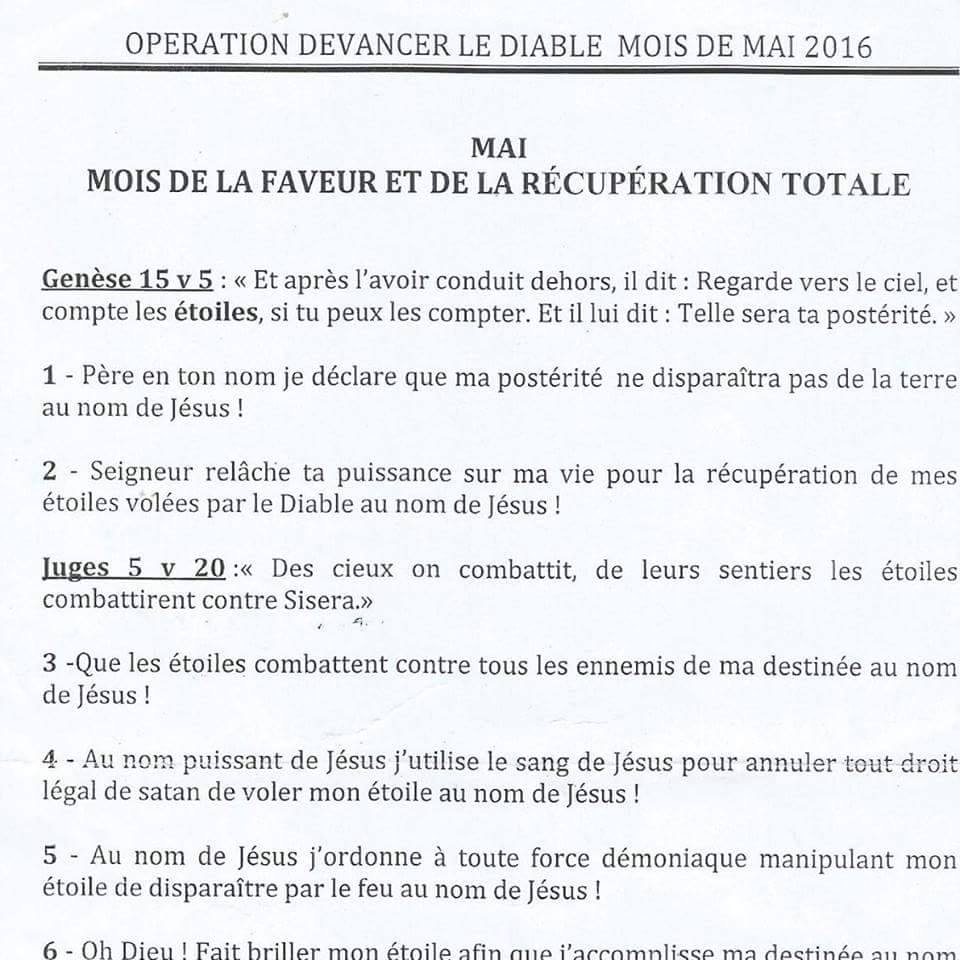 OPERATION DEVANCER LE DIABLE MOIS DE MAI 2016
MAI
MOIS DE LA FAVEUR ET DE LA RÉCUPÉRATION TOTALE
Genèse 15 v 5 : « Et après l’avoir conduit dehors, il dit : Regarde vers le ciel, et
compte les étoiles, si tu peux les compter. Et il lui dit : Telle sera ta postérité. »
1 - Père en ton nom je déclare que ma postérité ne disparaîtra pas de la terre
au nom de Jésus !
2 - Seigneur relâche ta puissance sur ma vie pour la récupération de mes
étoiles volées par le Diable au nom de Jésus !
Juges 5 v 20 :« Des cieux on combattit, de leurs sentiers les étoiles
combattirent contre Sisera.»
3 -Que les étoiles combattent contre tous les ennemis de ma destinée au nom
de Jésus !
4 - Au nom puissant de Jésus j’utilise le sang de Jésus pour annuler tout droit
légal de satan de voler mon étoile au nom de Jésus !
5 - Au nom de Jésus j’ordonne à toute force démoniaque manipulant mon
étoile de disparaître par le feu au nom de Jésus !
6 - Oh Dieu ! Fait briller mon étoile afin que j’accomplisse ma destinée au nom